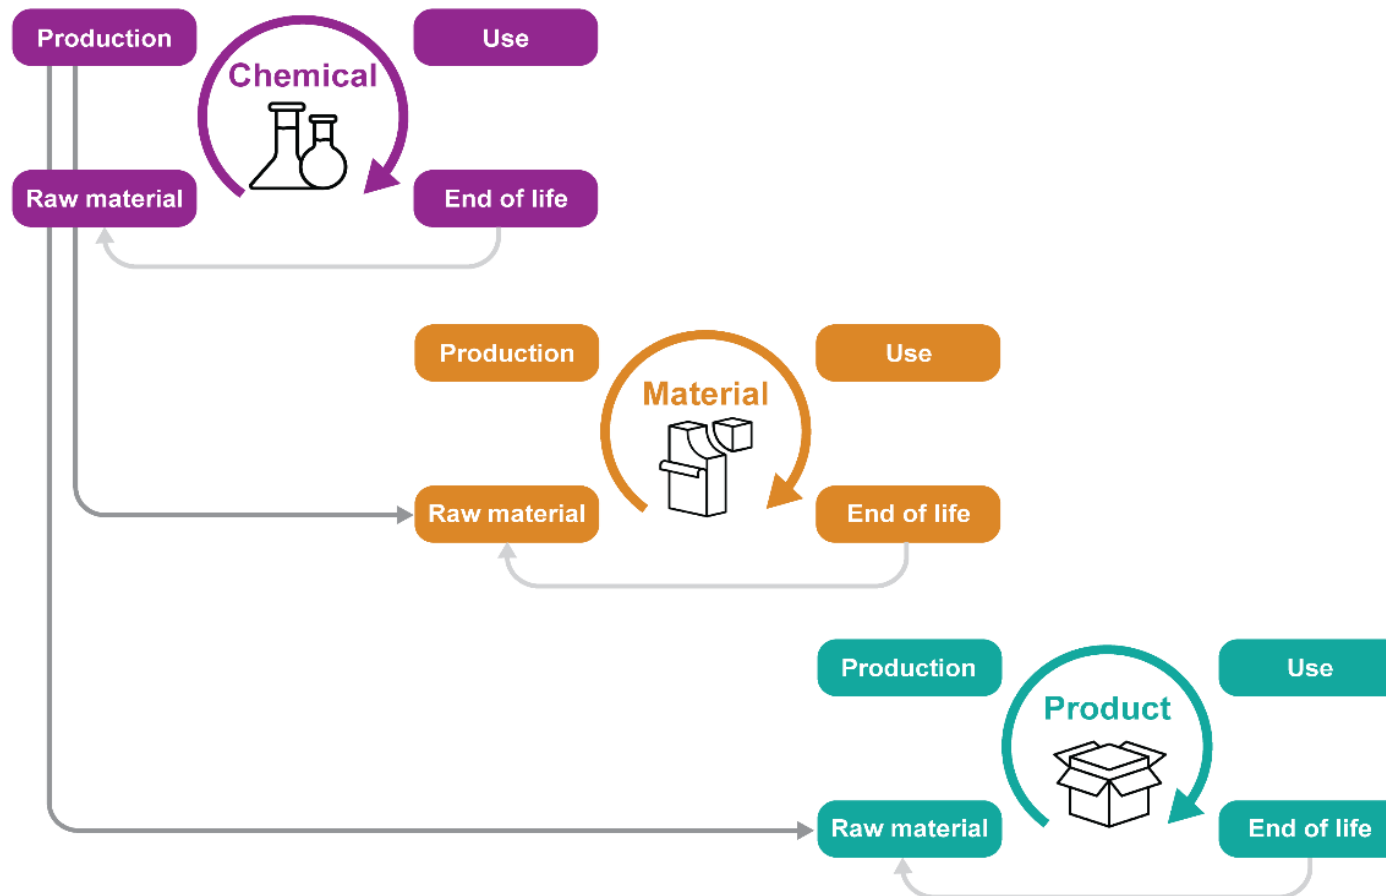 Production
Use
Chemical
Raw material
End of life
Production
Use
Material
Raw material
End of life
Production
Use
Product
Raw material
End of life